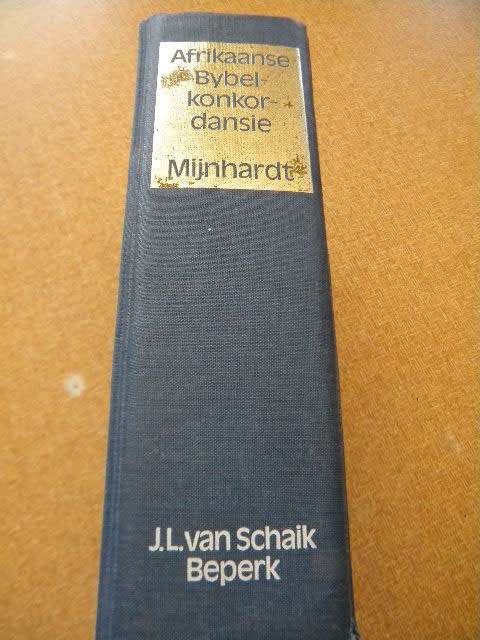 Afrikaanse
Bybel-
konkor-
dansie
Mijnhardt
J.L.van Schaik
Beperk